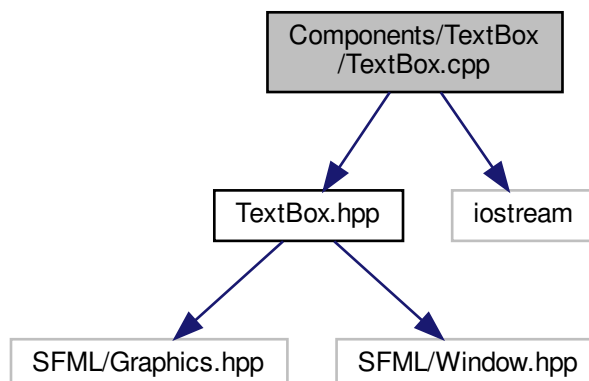 Components/TextBox
/TextBox.cpp
TextBox.hpp
iostream
SFML/Graphics.hpp
SFML/Window.hpp